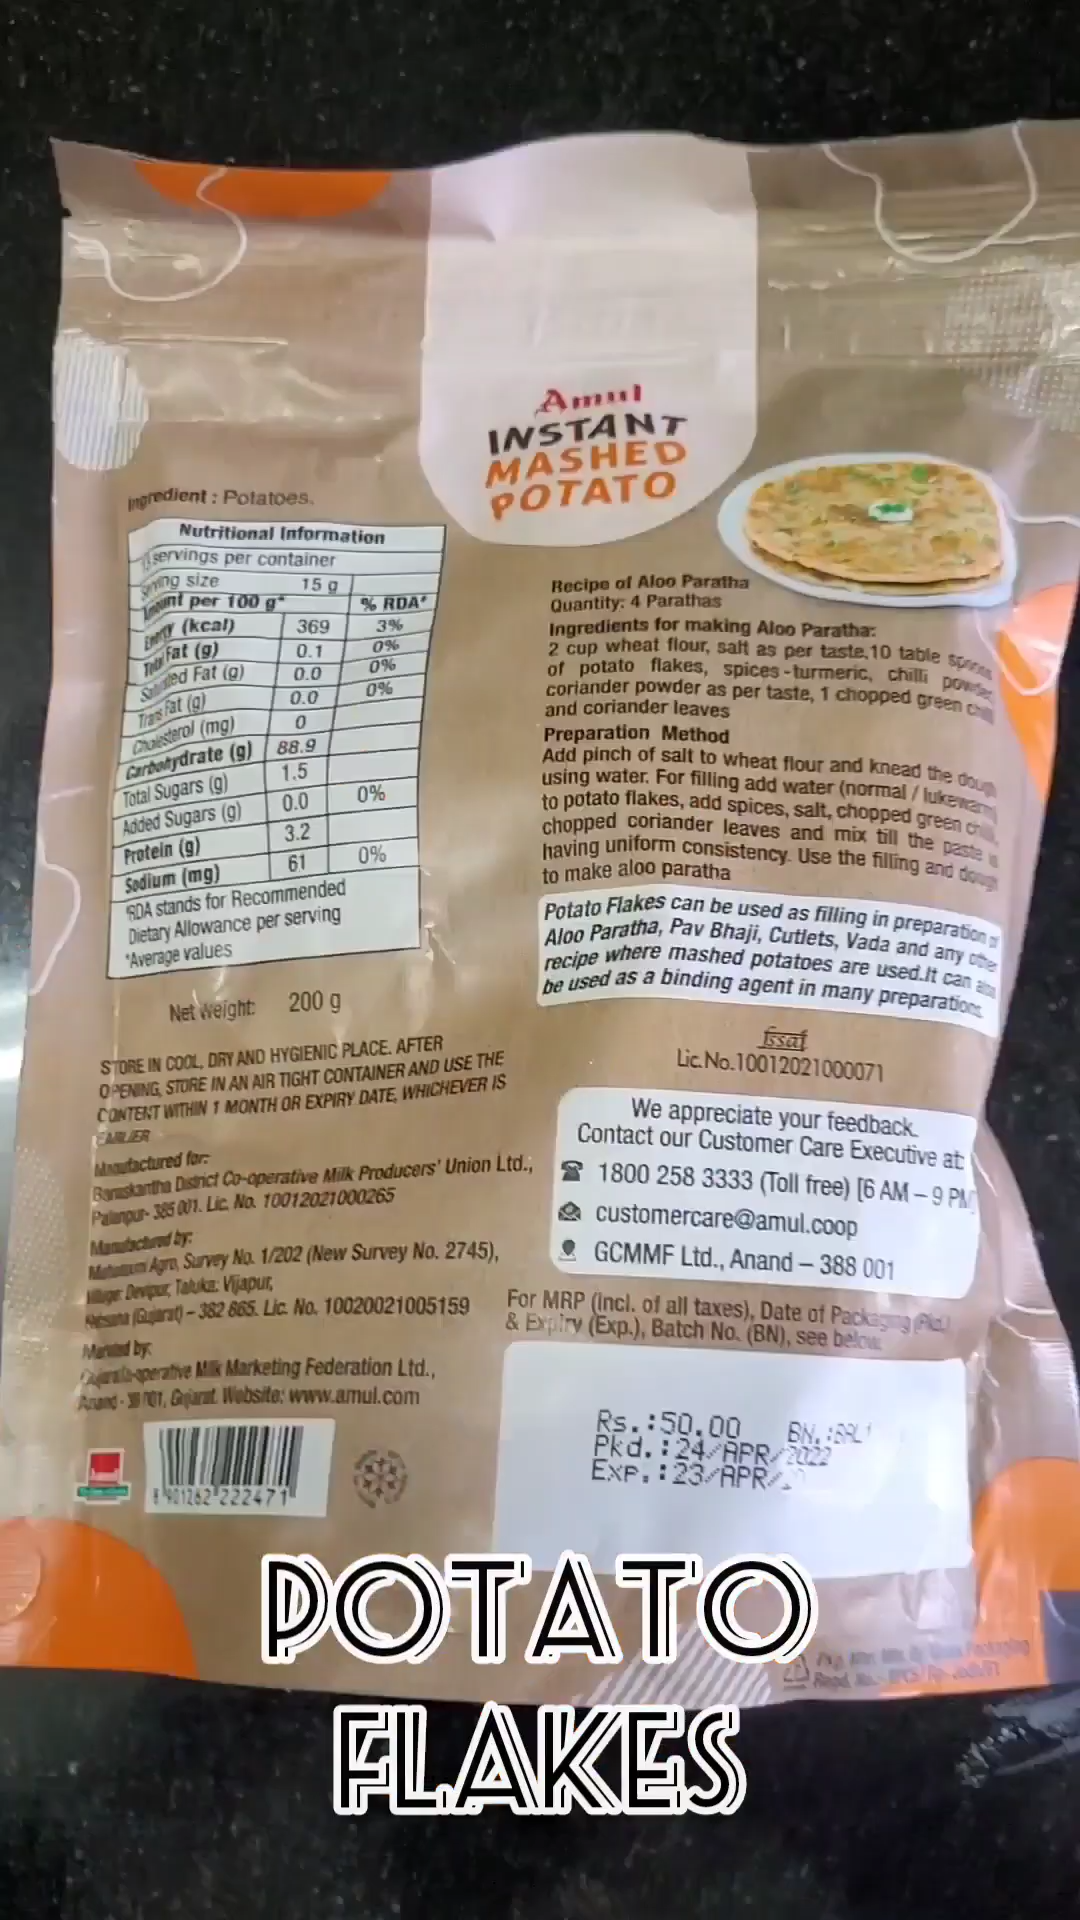 Amul
INSTANT
MASHED
POTATO
Ingredient : Potatoes.
Nutritional Information
servings per container
Serving size 15 g
Amount per 100 g* % RDA*
Energy (kcal) 369 3%
Total Fat (g) 0.1 0%
Saturated Fat (g) 0.0 0%
Trans Fat (g) 0.0 0%
Cholesterol (mg) 0
Carbohydrate (g) 88.9
Total Sugars (g) 1.5
Added Sugars (g) 0.0 0%
Protein (g) 3.2
Sodium (mg) 61 0%
*RDA stands for Recommended
Dietary Allowance per serving
*Average values
Net weight: 200 g
STORE IN COOL, DRY AND HYGIENIC PLACE. AFTER
OPENING, STORE IN AN AIR TIGHT CONTAINER AND USE THE
CONTENT WITHIN 1 MONTH OR EXPIRY DATE, WHICHEVER IS
EARLIER
Manufactured for:
Banaskantha District Co-operative Milk Producers' Union Ltd.,
Palanpur- 385 001. Lic. No. 10012021000265
Manufactured by:
Agro, Survey No. 1/202 (New Survey No. 2745),
Village: Devipur, Taluka: Vijapur,
(Gujarat) – 382 865. Lic. No. 10020021005159
Marketed by:
Co-operative Milk Marketing Federation Ltd.,
Anand - Gujarat. Website: www.amul.com
8 901262 222471
Recipe of Aloo Paratha
Quantity: 4 Parathas
Ingredients for making Aloo Paratha:
2 cup wheat flour, salt as per taste,10 table spoons
of potato flakes, spices -turmeric, chilli powder,
coriander powder as per taste, 1 chopped green chilli
and coriander leaves
Preparation Method
Add pinch of salt to wheat flour and knead the dough
using water. For filling add water (normal / lukewarm)
to potato flakes, add spices, salt, chopped green chilli,
chopped coriander leaves and mix till the paste is
having uniform consistency. Use the filling and dough
to make aloo paratha
Potato Flakes can be used as filling in preparation of
Aloo Paratha, Pav Bhaji, Cutlets, Vada and any other
recipe where mashed potatoes are used.It can also
be used as a binding agent in many preparations.
fssai
Lic.No.10012021000071
We appreciate your feedback.
Contact our Customer Care Executive at:
1800 258 3333 (Toll free) [6 AM – 9 PM]
customercare@amul.coop
GCMMF Ltd., Anand – 388 001
For MRP (Incl. of all taxes), Date of Packaging (Pkd.)
& Expiry (Exp.), Batch No. (BN), see below.
Rs.:50.00 BN.:
Pkd.:24/APR/2022
Exp.:23/APR/
POTATO
FLAKES